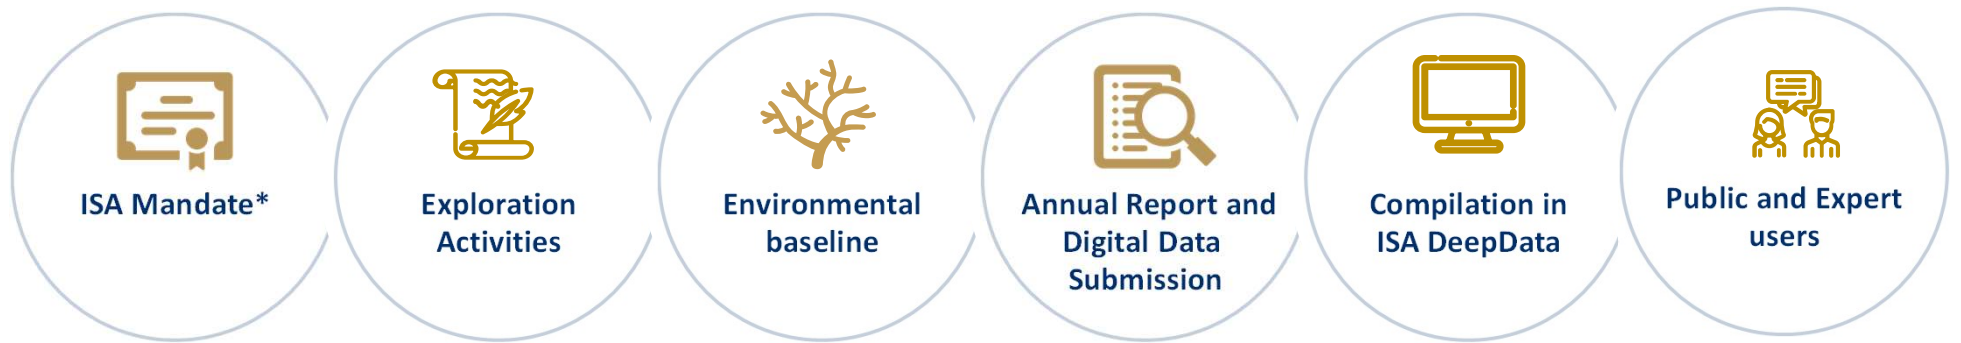 ISA Mandate*
Exploration
Activities
Environmental
baseline
Annual Report and
Digital Data
Submission
Compilation in
ISA DeepData
Public and Expert
users